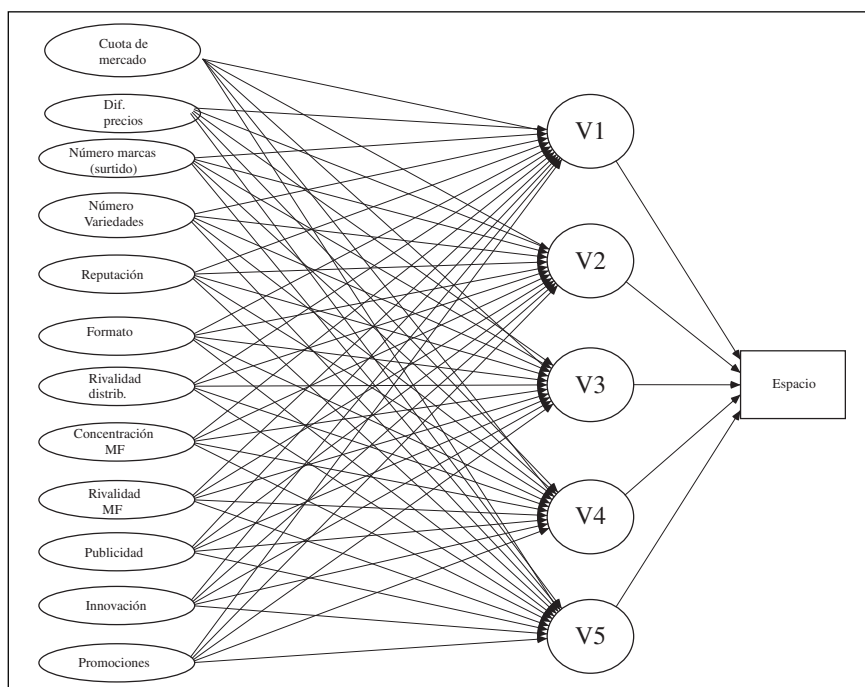 Cuota de
mercado
Dif.
precios
Número marcas
(surtido)
Número
Variedades
Reputación
Formato
Rivalidad
distrib.
Concentración
MF
Rivalidad
MF
Publicidad
Innovación
Promociones
V1
V2
V3
V4
V5
Espacio